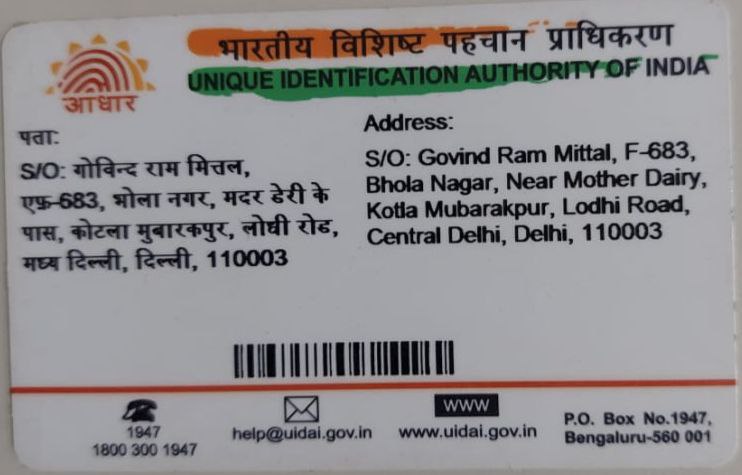 भारतीय विशिष्ट पहचान प्राधिकरण
UNIQUE IDENTIFICATION AUTHORITY OF INDIA
आधार
पता:
S/O: गोविन्द राम मित्तल,
एफ़-683, भोला नगर, मदर डेरी के
पास, कोटला मुबारकपुर, लोधी रोड,
मध्य दिल्ली, दिल्ली, 110003
Address:
S/O: Govind Ram Mittal, F-683,
Bhola Nagar, Near Mother Dairy,
Kotla Mubarakpur, Lodhi Road,
Central Delhi, Delhi, 110003
1947
1800 300 1947
help@uidai.gov.in
WWW
www.uidai.gov.in
P.O. Box No.1947,
Bengaluru-560 001